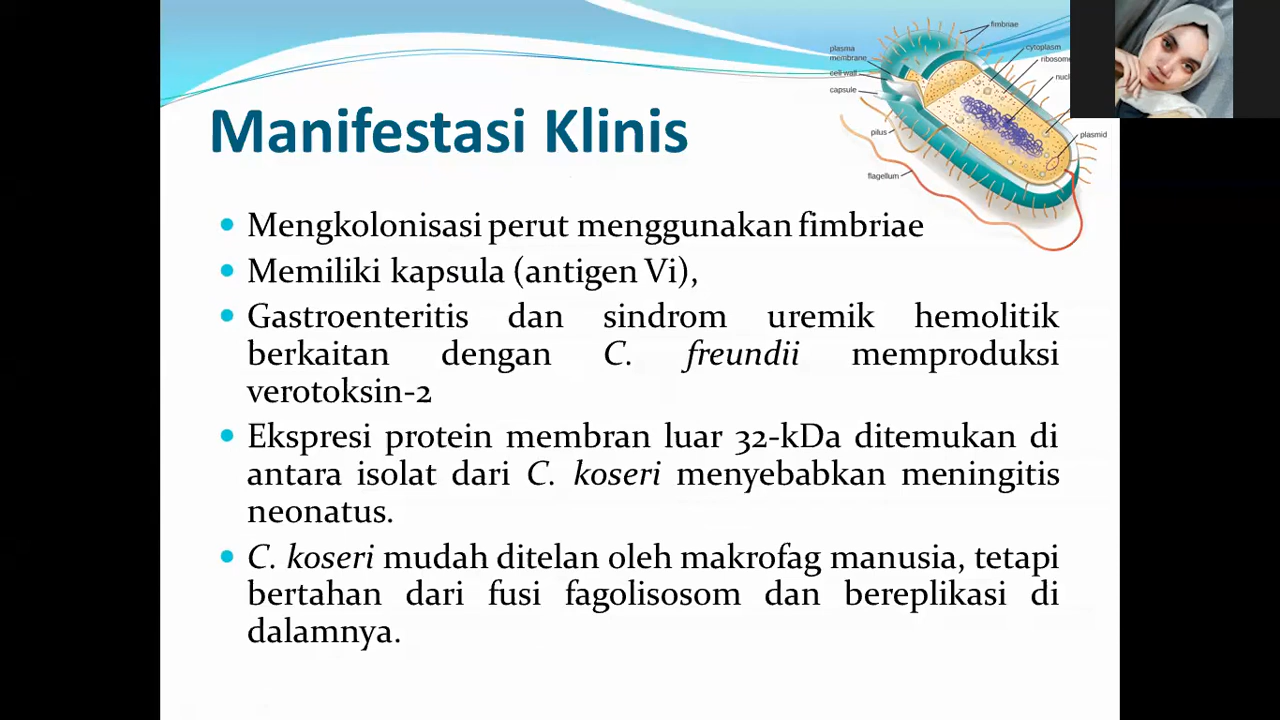 fimbriae
plasma
membrane
cytoplasm
cell wall
capsule
pilus
plasmid
flagellum
Manifestasi Klinis
Mengkolonisasi perut menggunakan fimbriae
Memiliki kapsula (antigen Vi),
Gastroenteritis dan sindrom uremik hemolitik
berkaitan dengan C. freundii memproduksi
verotoksin-2
Ekspresi protein membran luar 32-kDa ditemukan di
antara isolat dari C. koseri menyebabkan meningitis
neonatus.
C. koseri mudah ditelan oleh makrofag manusia, tetapi
bertahan dari fusi fagolisosom dan bereplikasi di
dalamnya.